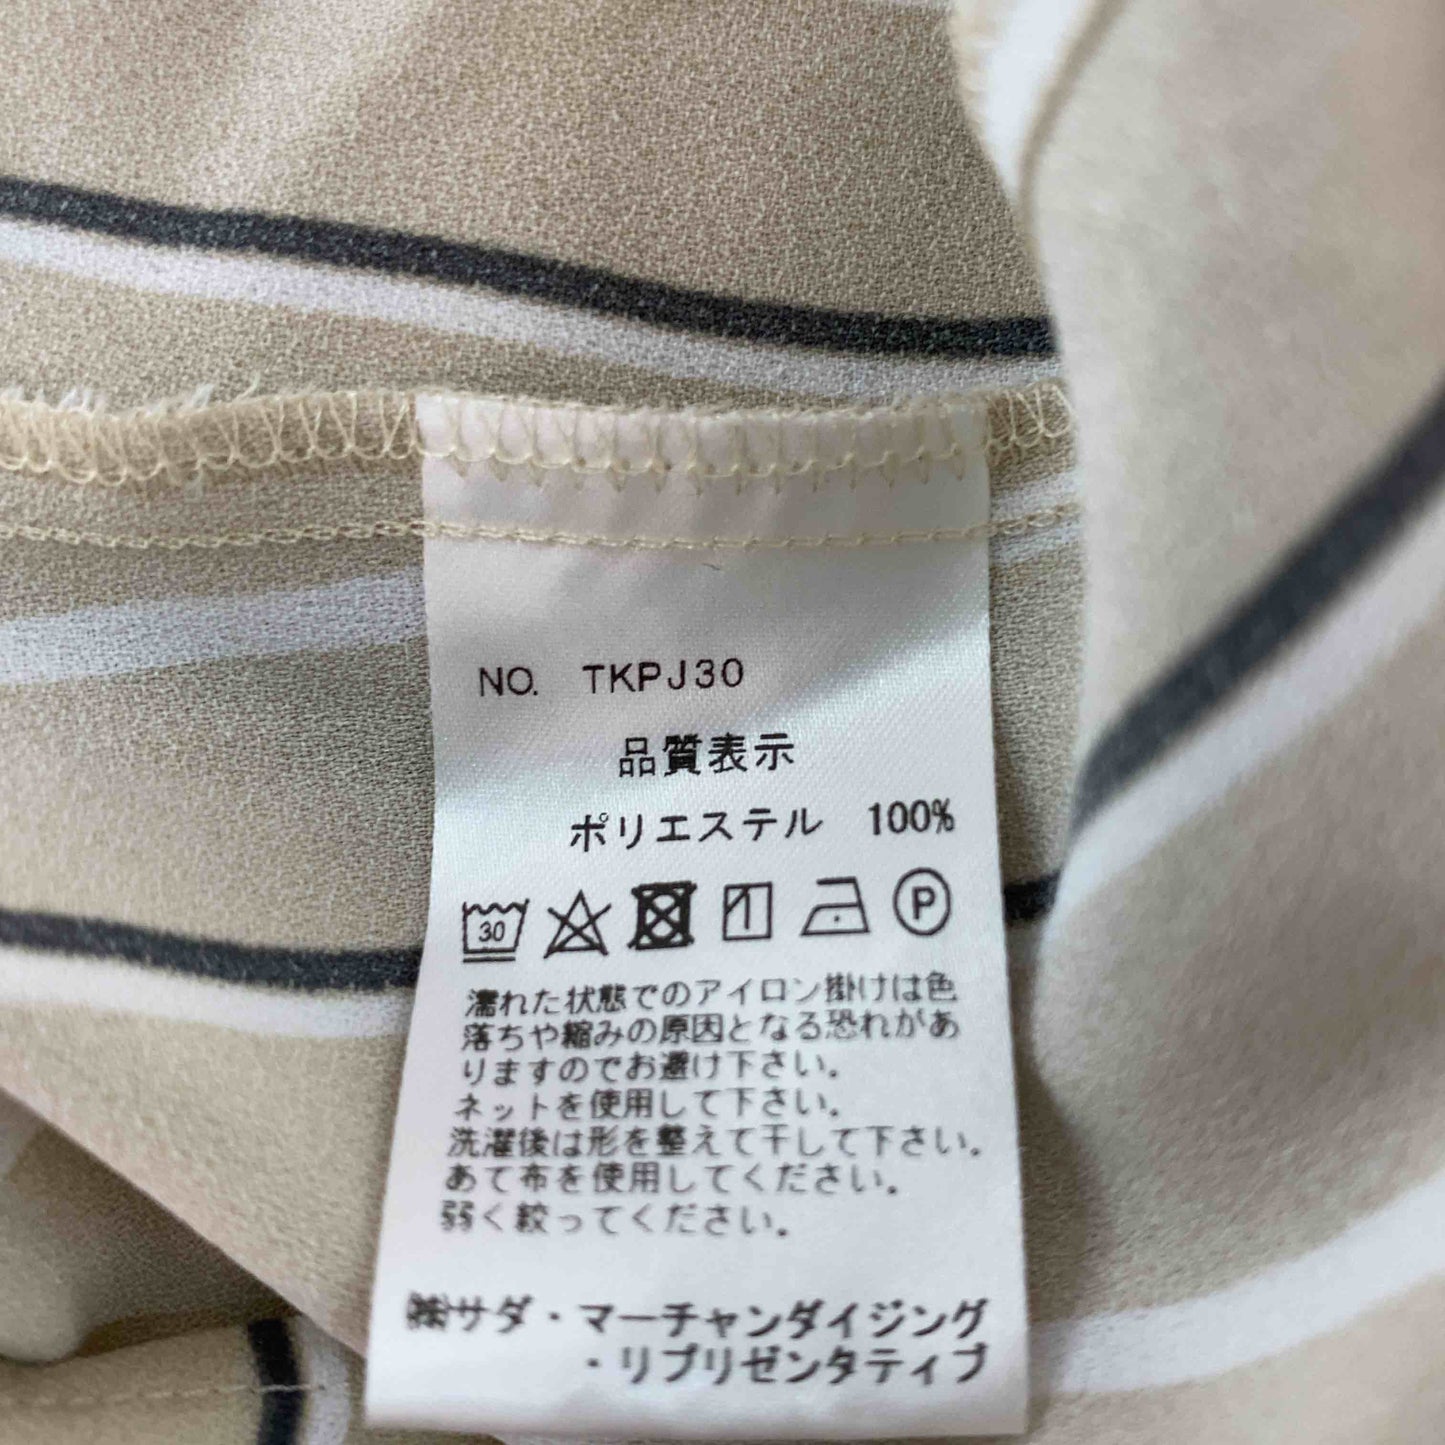 NO. TKPJ30
品質表示
ポリエステル 100%
30
P
濡れた状態でのアイロン掛けは色
落ちや縮みの原因となる恐れがあ
りますのでお避け下さい。
ネットを使用して下さい。
洗濯後は形を整えて干して下さい。
あて布を使用してください。
弱く絞ってください。
㈱サダ・マーチャンダイジング
・リプリゼンタティブ